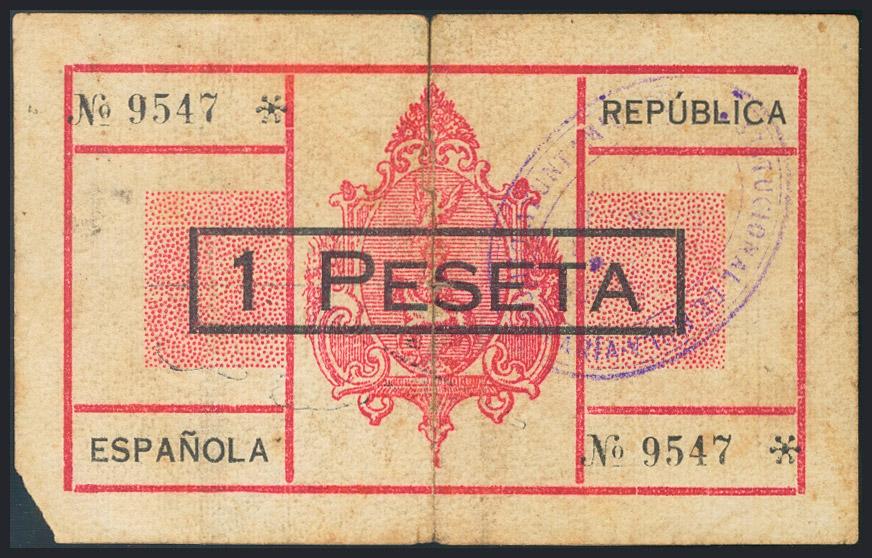 № 9547 *
REPÚBLICA
1 PESETA
ESPAÑOLA
№ 9547 *